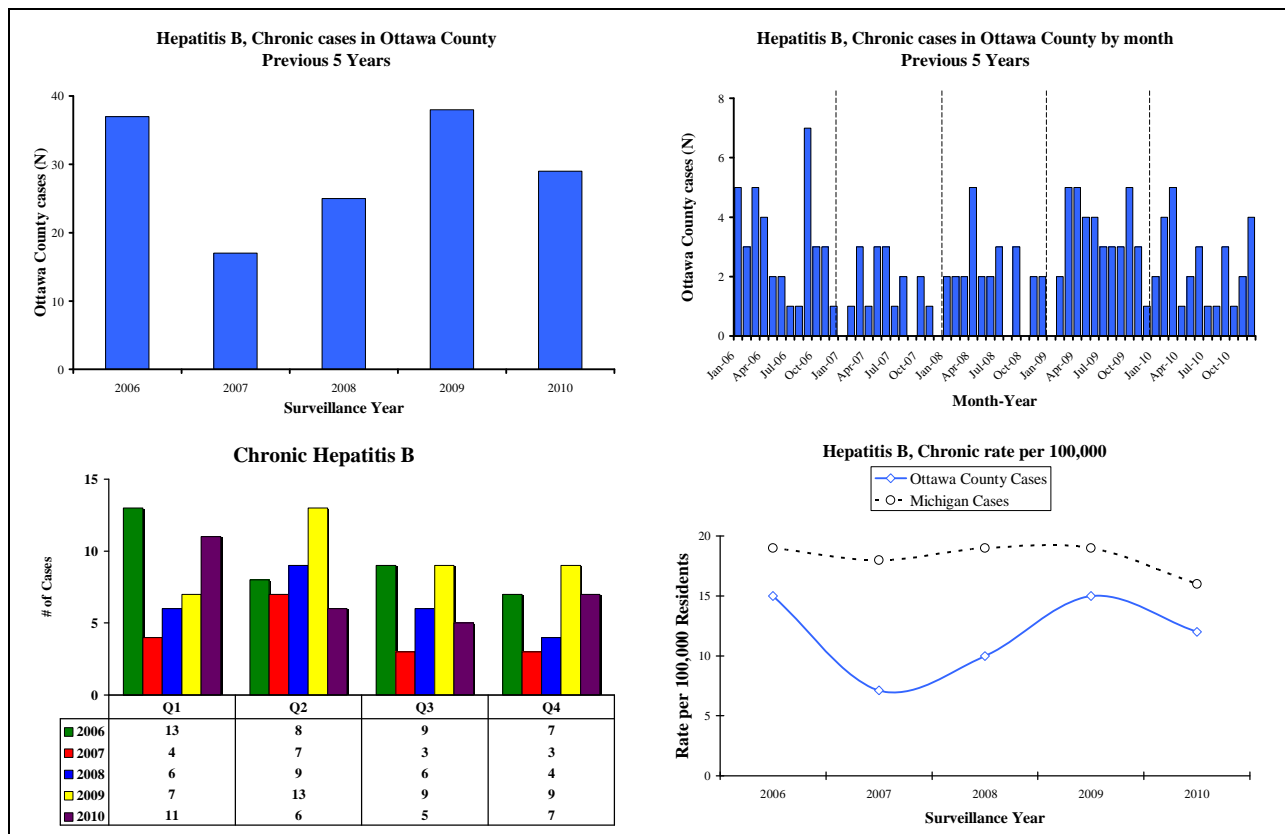 Hepatitis B, Chronic cases in Ottawa County
Previous 5 Years
Ottawa County cases (N)
40
30
20
10
0
2006 2007 2008 2009 2010
Surveillance Year
Hepatitis B, Chronic cases in Ottawa County by month
Previous 5 Years
Ottawa County cases (N)
8
6
4
2
0
Jan-06 Apr-06 Jul-06 Oct-06 Jan-07 Apr-07 Jul-07 Oct-07 Jan-08 Apr-08 Jul-08 Oct-08 Jan-09 Apr-09 Jul-09 Oct-09 Jan-10 Apr-10 Jul-10 Oct-10
Month-Year
Chronic Hepatitis B
# of Cases
15
10
5
0
Q1 Q2 Q3 Q4
2006 13 8 9 7
2007 4 7 3 3
2008 6 9 6 4
2009 7 13 9 9
2010 11 6 5 7
Hepatitis B, Chronic rate per 100,000
Ottawa County Cases
Michigan Cases
Rate per 100,000 Residents
20
15
10
5
0
2006 2007 2008 2009 2010
Surveillance Year